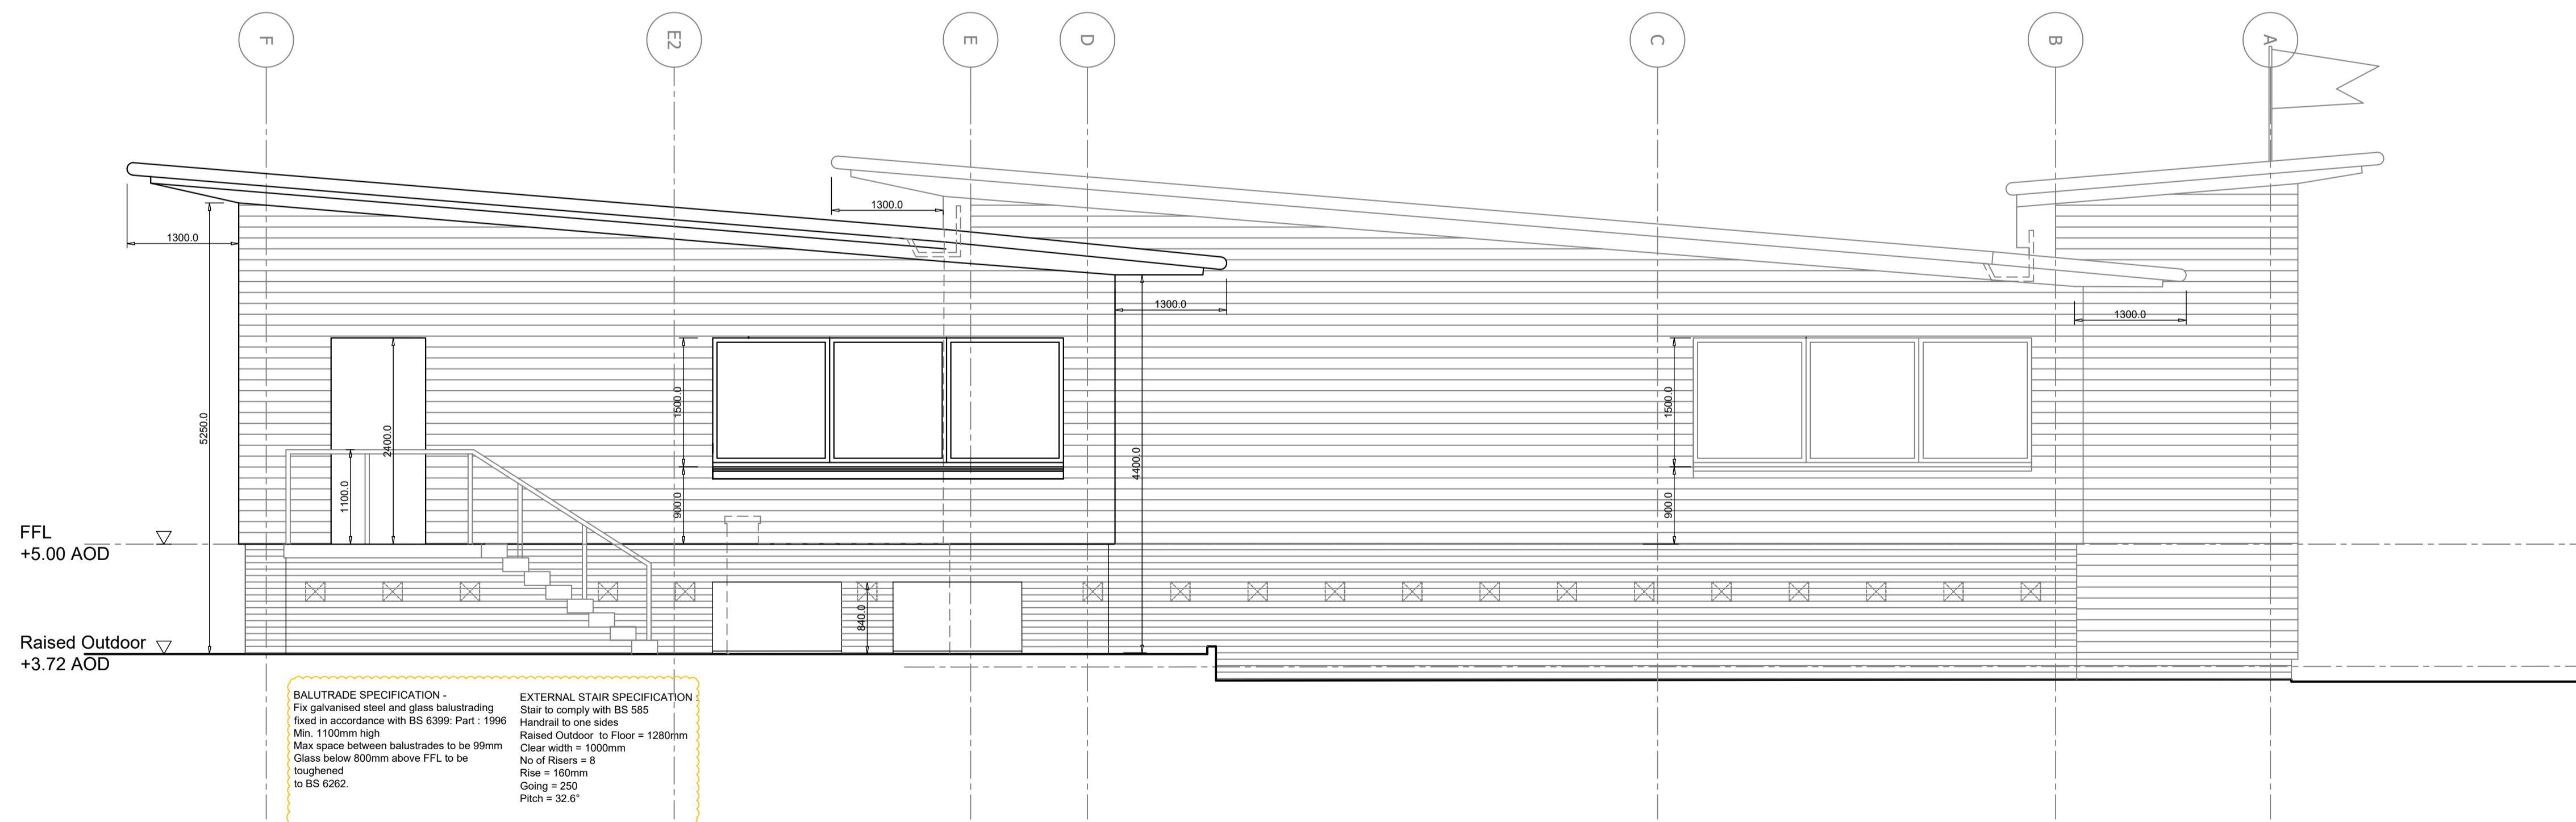 F
E2
E
D
C
B
A
1300.0
1300.0
1300.0
1300.0
5250.0
2400.0
1100.0
1500.0
900.0
4400.0
1500.0
900.0
840.0
FFL
+5.00 AOD
Raised Outdoor
+3.72 AOD
BALUTRADE SPECIFICATION -
Fix galvanised steel and glass balustrading
fixed in accordance with BS 6399: Part : 1996
Min. 1100mm high
Max space between balustrades to be 99mm
Glass below 800mm above FFL to be
toughened
to BS 6262.
EXTERNAL STAIR SPECIFICATION :
Stair to comply with BS 585
Handrail to one sides
Raised Outdoor to Floor = 1280mm
Clear width = 1000mm
No of Risers = 8
Rise = 160mm
Going = 250
Pitch = 32.6°